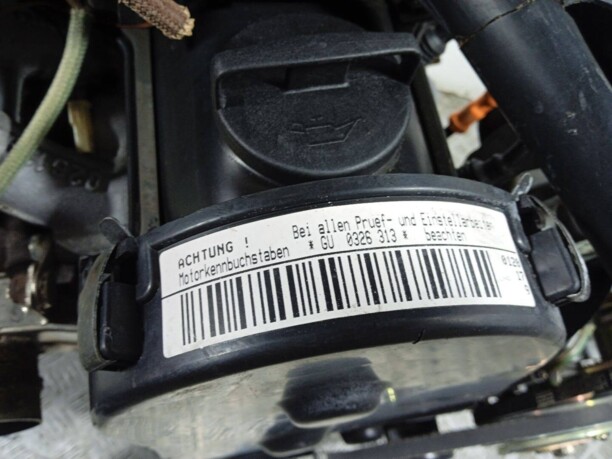 ACHTUNG ! Bei allen Pruef- und Einstellarbeiten
Motorkennbuchstaben * GU 0326 313 * beachten